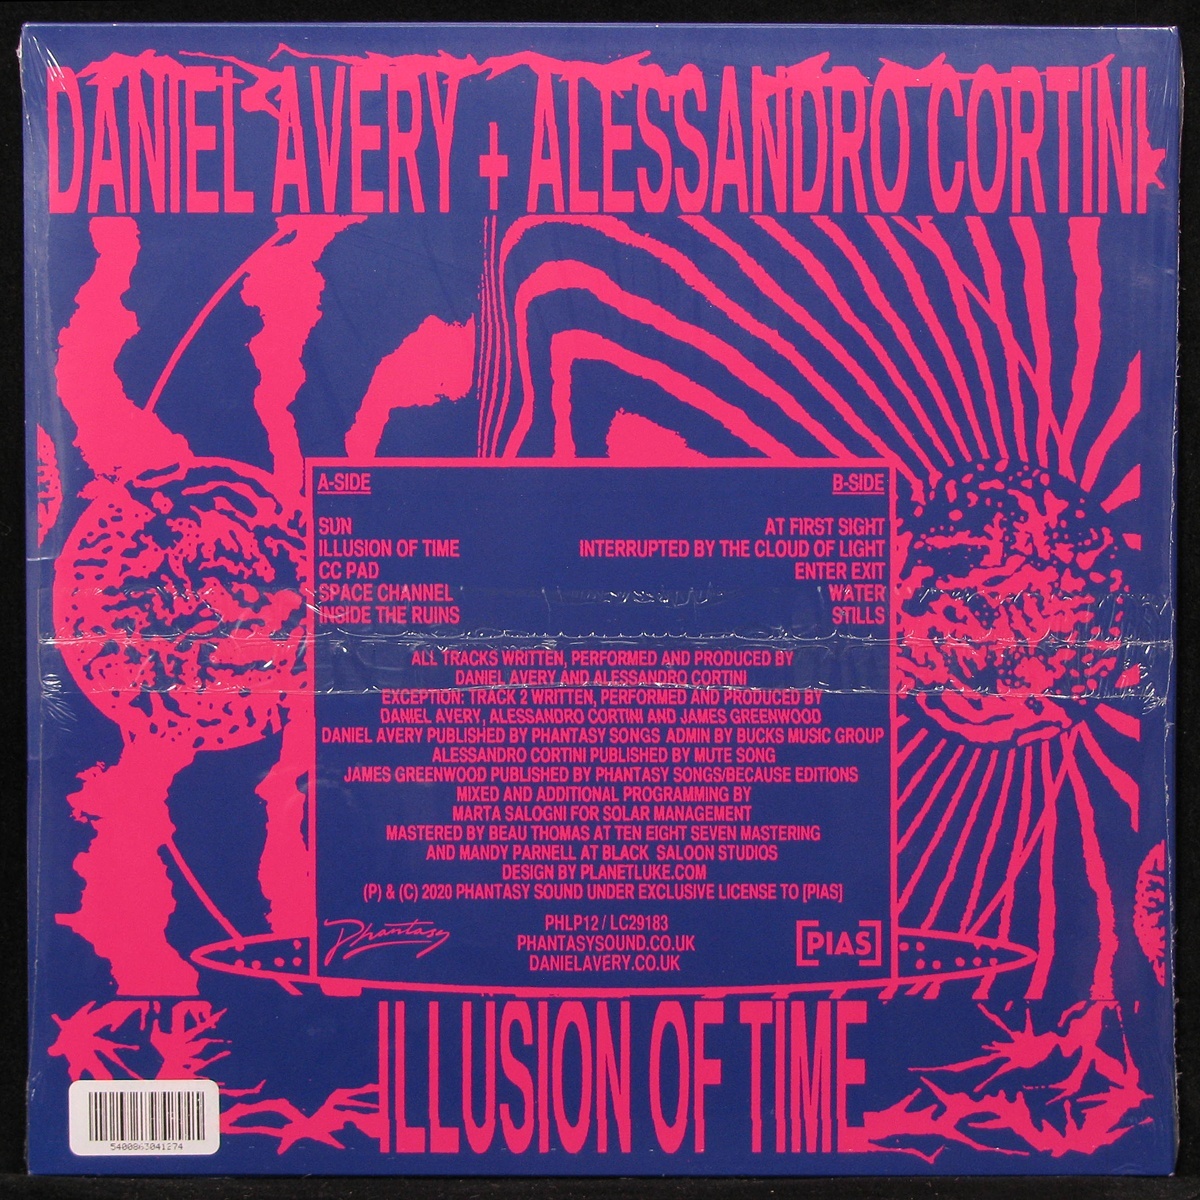 DANIEL AVERY + ALESSANDRO CORTINI
A-SIDE
SUN
ILLUSION OF TIME
CC PAD
SPACE CHANNEL
INSIDE THE RUINS
B-SIDE
AT FIRST SIGHT
INTERRUPTED BY THE CLOUD OF LIGHT
ENTER EXIT
WATER
STILLS
ALL TRACKS WRITTEN, PERFORMED AND PRODUCED BY
DANIEL AVERY AND ALESSANDRO CORTINI
EXCEPTION: TRACK 2 WRITTEN, PERFORMED AND PRODUCED BY
DANIEL AVERY, ALESSANDRO CORTINI AND JAMES GREENWOOD
DANIEL AVERY PUBLISHED BY PHANTASY SONGS ADMIN BY BUCKS MUSIC GROUP
ALESSANDRO CORTINI PUBLISHED BY MUTE SONG
JAMES GREENWOOD PUBLISHED BY PHANTASY SONGS/BECAUSE EDITIONS
MIXED AND ADDITIONAL PROGRAMMING BY
MARTA SALOGNI FOR SOLAR MANAGEMENT
MASTERED BY BEAU THOMAS AT TEN EIGHT SEVEN MASTERING
AND MANDY PARNELL AT BLACK SALOON STUDIOS
DESIGN BY PLANETLUKE.COM
(P) & (C) 2020 PHANTASY SOUND UNDER EXCLUSIVE LICENSE TO [PIAS]
Phantasy
PHLP12 / LC29183
PHANTASYSOUND.CO.UK
DANIELAVERY.CO.UK
[PIAS]
ILLUSION OF TIME
5400863041274